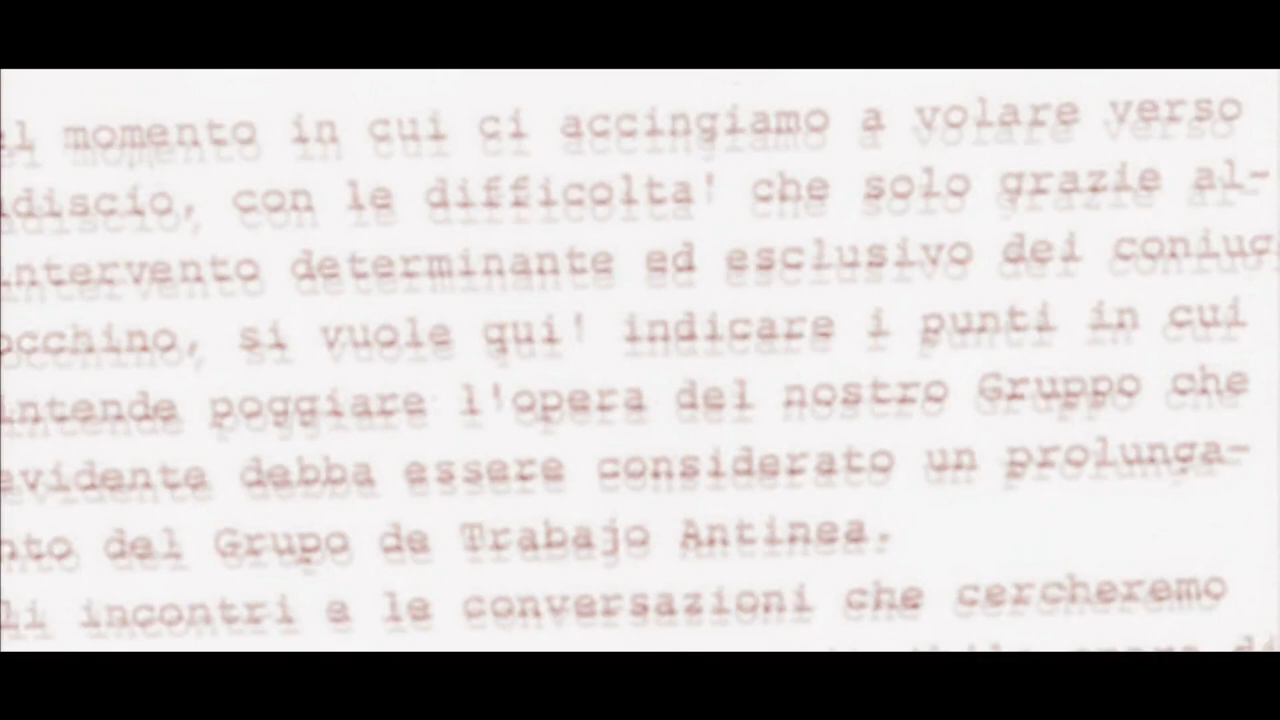 el momento in cui ci accingiamo a volare verso
discio, con le difficolta' che solo grazie al-
intervento determinante ed esclusivo dei coniug
occhino, si vuole qui' indicare i punti in cui
intende poggiare l'opera del nostro Gruppo che
evidente debba essere considerato un prolunga-
nto del Grupo de Trabajo Antinea.
li incontri e le conversazioni che cercheremo